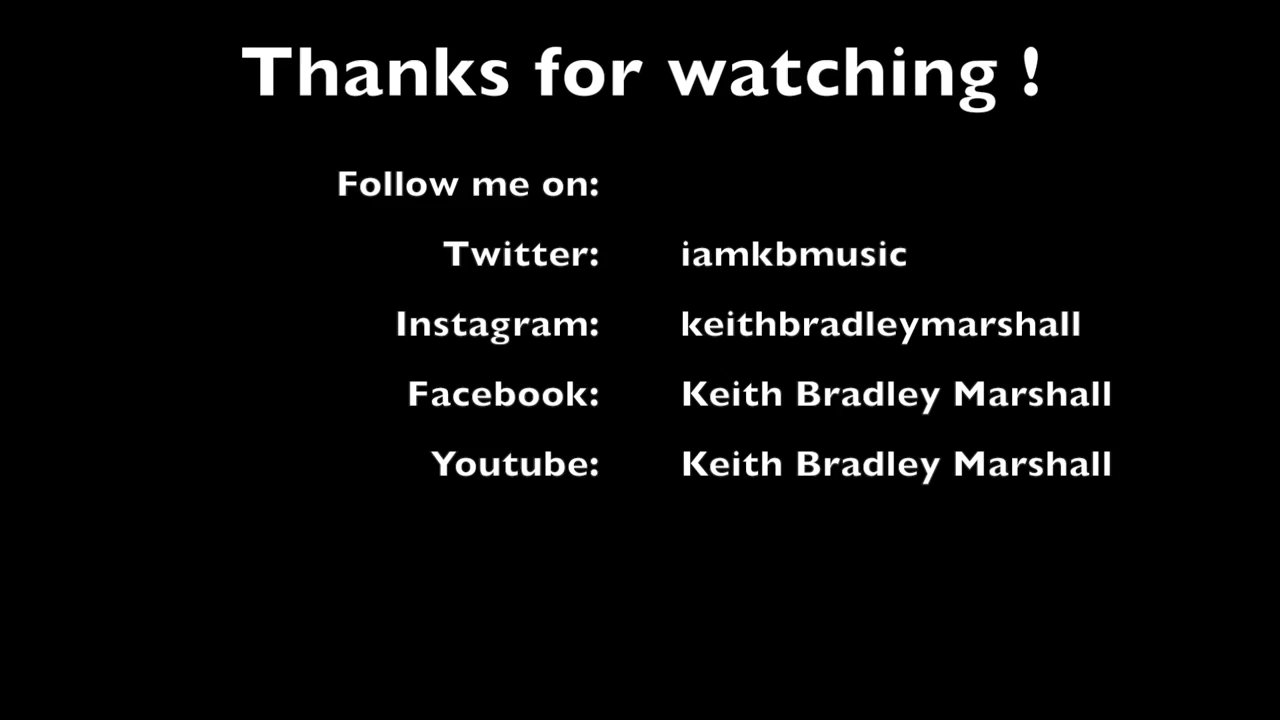 Thanks for watching !
Follow me on:
Twitter: iamkbmusic
Instagram: keithbradleymarshall
Facebook: Keith Bradley Marshall
Youtube: Keith Bradley Marshall